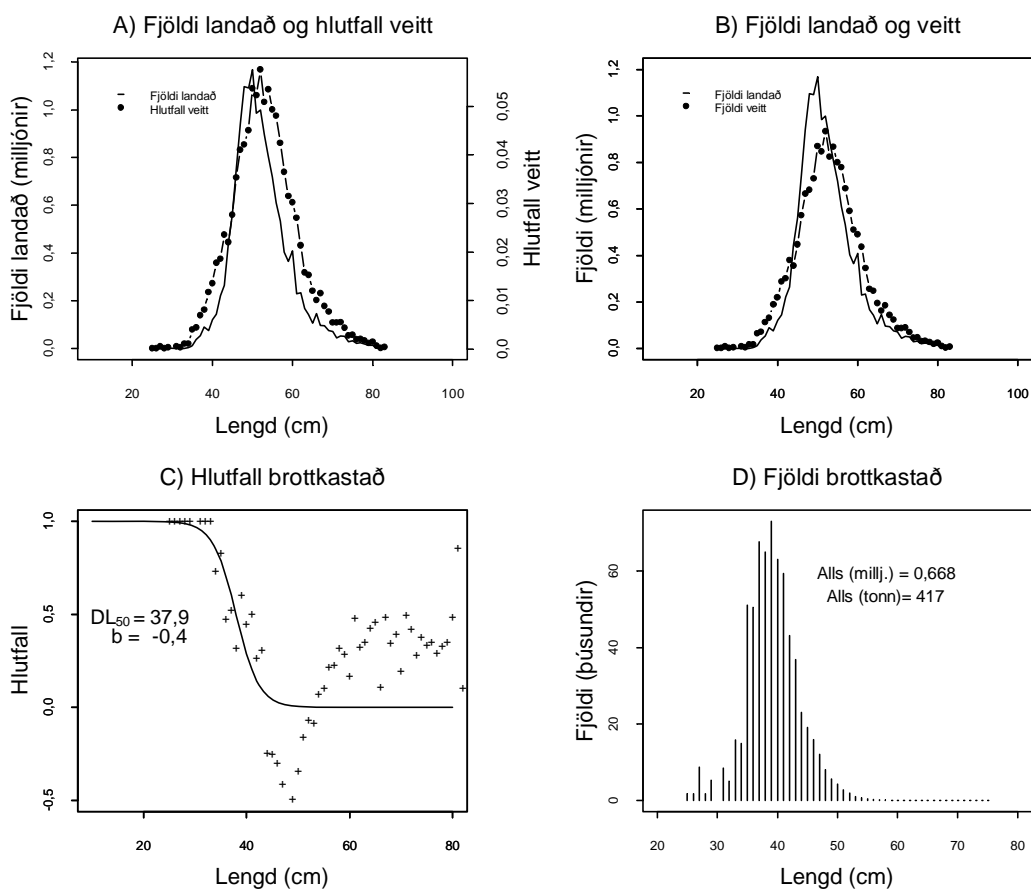 A) Fjöldi landað og hlutfall veitt
Fjöldi landað (milljónir)
0,0 0,2 0,4 0,6 0,8 1,0 1,2
Fjöldi landað
Hlutfall veitt
0,00 0,01 0,02 0,03 0,04 0,05
Hlutfall veitt
20 40 60 80 100
Lengd (cm)
B) Fjöldi landað og veitt
Fjöldi (milljónir)
0,0 0,2 0,4 0,6 0,8 1,0 1,2
Fjöldi landað
Fjöldi veitt
20 40 60 80 100
Lengd (cm)
C) Hlutfall brottkastað
Hlutfall
-0,5 0,0 0,5 1,0
DL50 = 37,9
b = -0,4
20 40 60 80
Lengd (cm)
D) Fjöldi brottkastað
Fjöldi (þúsundir)
0 20 40 60
Alls (millj.) = 0,668
Alls (tonn)= 417
20 30 40 50 60 70 80
Lengd (cm)